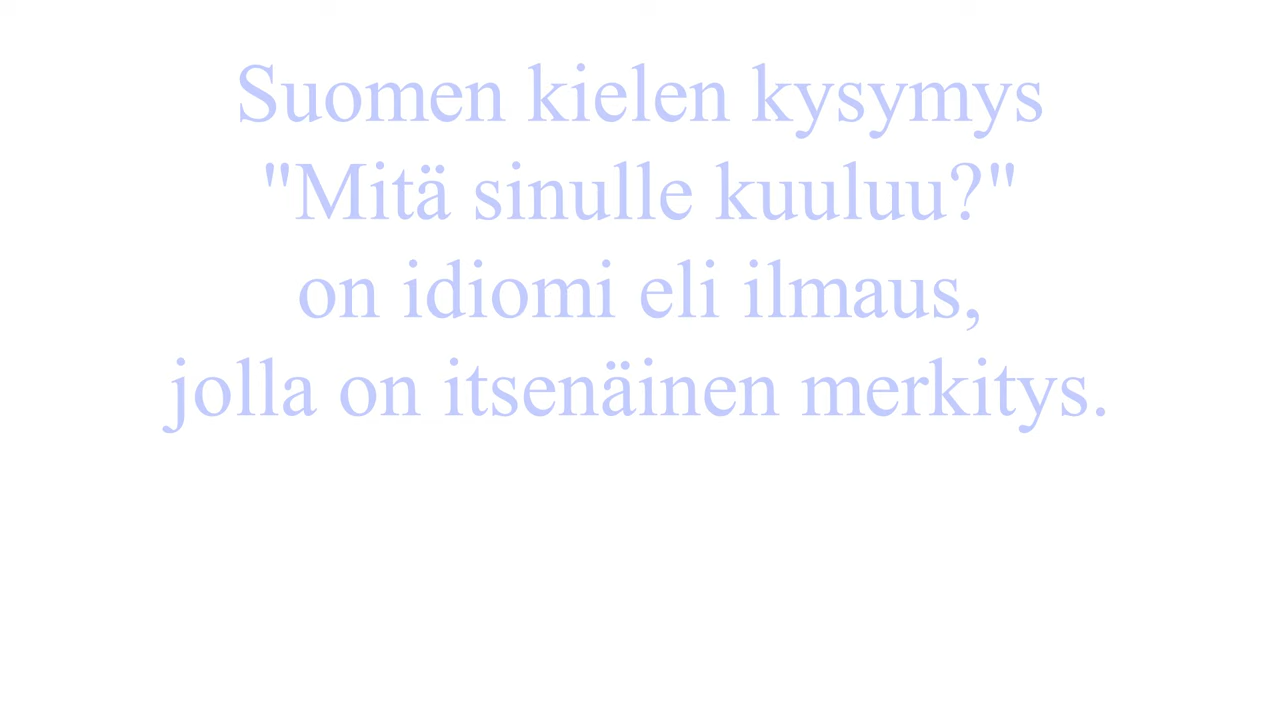 Suomen kielen kysymys
"Mitä sinulle kuuluu?"
on idiomi eli ilmaus,
jolla on itsenäinen merkitys.